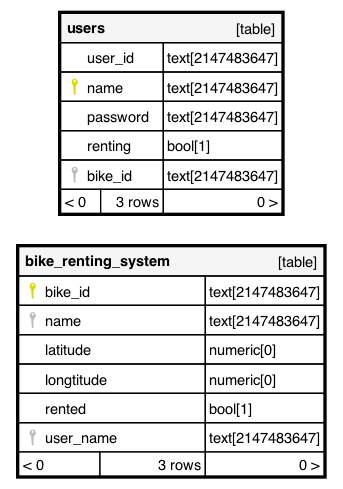 users [table]
user_id text[2147483647]
name text[2147483647]
password text[2147483647]
renting bool[1]
bike_id text[2147483647]
< 0 3 rows 0 >
bike_renting_system [table]
bike_id text[2147483647]
name text[2147483647]
latitude numeric[0]
longtitude numeric[0]
rented bool[1]
user_name text[2147483647]
< 0 3 rows 0 >